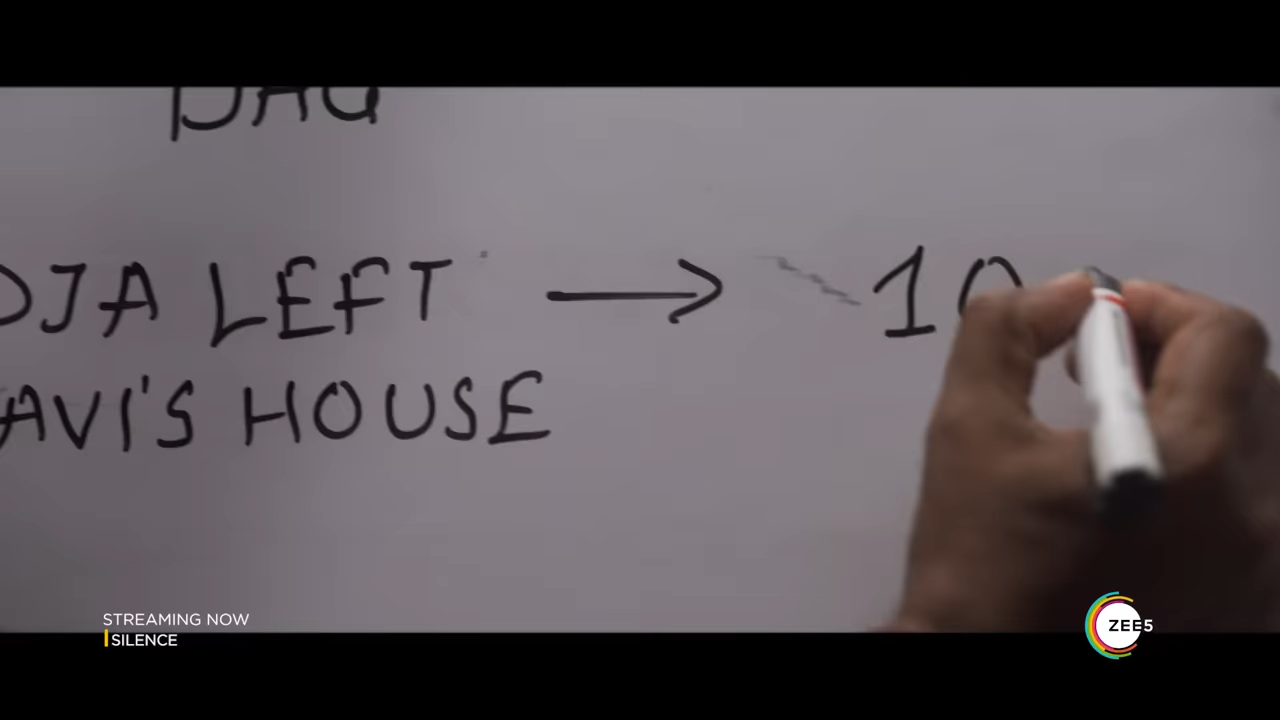 OJA LEFT → 10
AVI'S HOUSE
STREAMING NOW
SILENCE
ZEE5